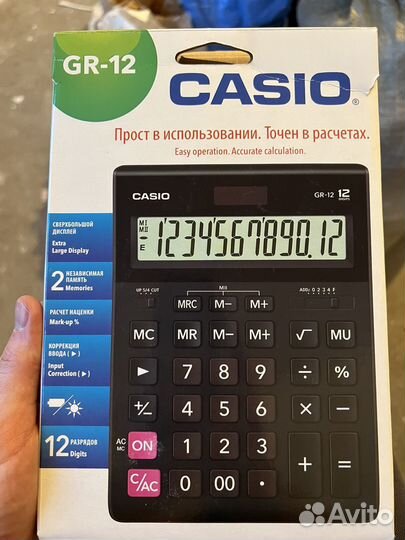 GR-12
CASIO®
Прост в использовании. Точен в расчетах.
Easy operation. Accurate calculation.
СВЕРХБОЛЬШОЙ
ДИСПЛЕЙ
Extra
Large Display
2 НЕЗАВИСИМАЯ
ПАМЯТЬ
Memories
РАСЧЕТ НАЦЕНКИ
Mark-up %
КОРРЕКЦИЯ
ВВОДА ( ► )
Input
Correction ( ► )
12 РАЗРЯДОВ
Digits
CASIO
GR-12 12
DIGITS
MI
MII
–
E
1234567890.12
UP 5/4 CUT
MII
ADD2 0 2 3 4 F
MRC M− M+
MC MR M− M+ √ MU
► 7 8 9 ÷ %
+/− 4 5 6 × −
AC
MC
ON 1 2 3 + =
C/AC 0 00 •
Avito